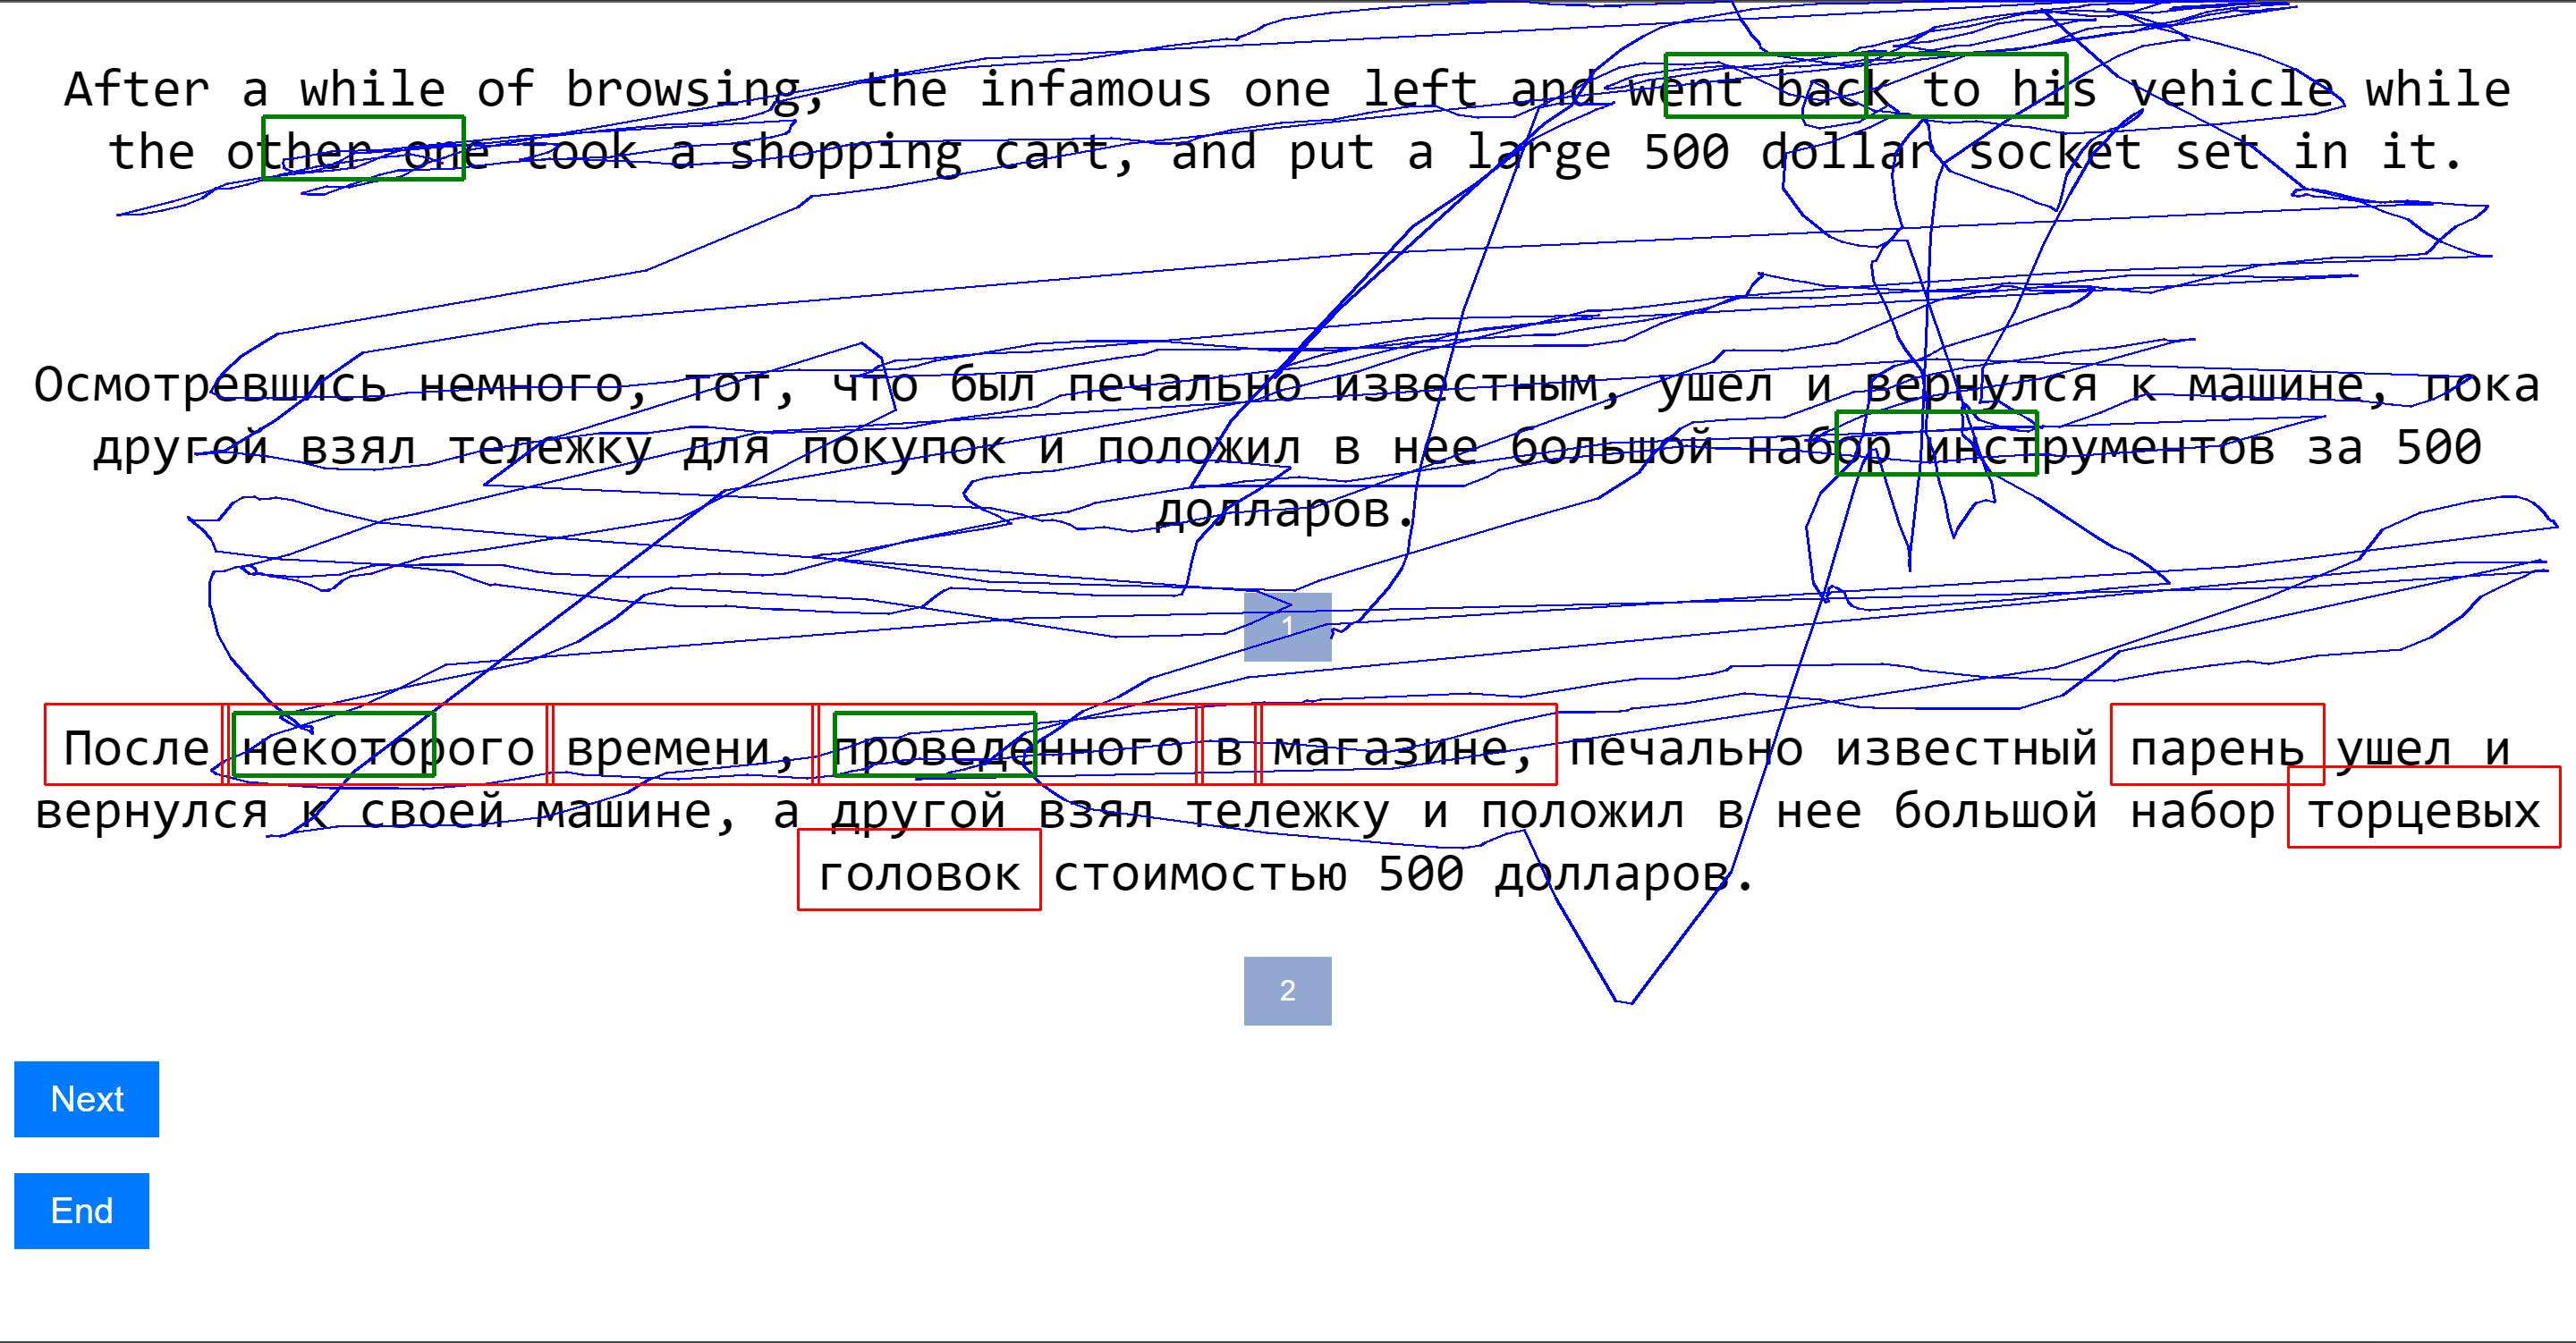 After a while of browsing, the infamous one left and went back to his vehicle while
the other one took a shopping cart, and put a large 500 dollar socket set in it.
Осмотревшись немного, тот, что был печально известным, ушел и вернулся к машине, пока
другой взял тележку для покупок и положил в нее большой набор инструментов за 500
долларов.
1
После некоторого времени, проведенного в магазине, печально известный парень ушел и
вернулся к своей машине, а другой взял тележку и положил в нее большой набор торцевых
головок стоимостью 500 долларов.
2
Next
End